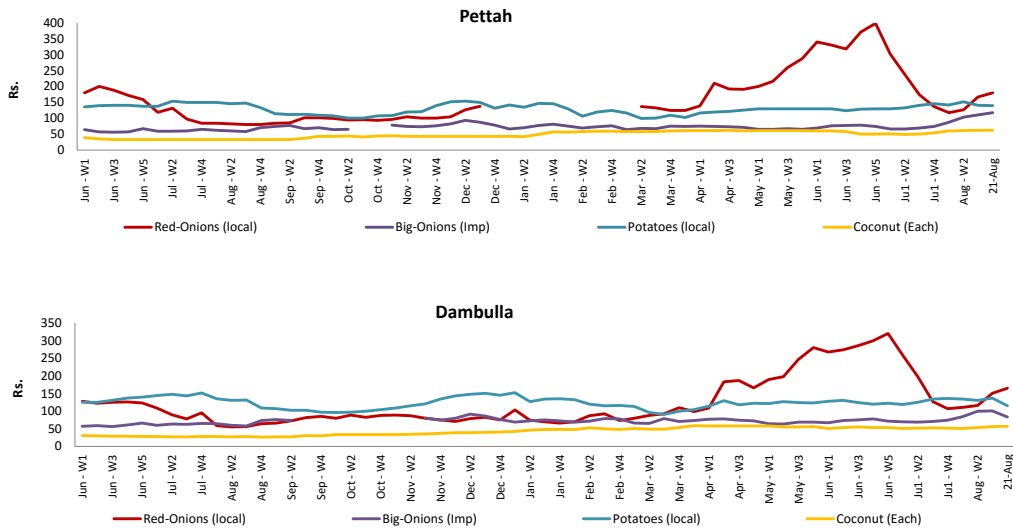 Pettah
400
350
300
250
200
150
100
50
0
Rs.
Jun - W1
Jun - W3
Jun - W5
Jul - W2
Jul - W4
Aug - W2
Aug - W4
Sep - W2
Sep - W4
Oct - W2
Oct - W4
Nov - W2
Nov - W4
Dec - W2
Dec - W4
Jan - W2
Jan - W4
Feb - W2
Feb - W4
Mar - W2
Mar - W4
Apr - W1
Apr - W3
May - W1
May - W3
Jun - W1
Jun - W3
Jun - W5
Ju1 - W2
Ju1 - W4
Aug - W2
21-Aug
Red-Onions (local) Big-Onions (Imp) Potatoes (local) Coconut (Each)
Dambulla
350
300
250
200
150
100
50
0
Rs.
Jun - W1
Jun - W3
Jun - W5
Jul - W2
Jul - W4
Aug - W2
Aug - W4
Sep - W2
Sep - W4
Oct - W2
Oct - W4
Nov - W2
Nov - W4
Dec - W2
Dec - W4
Jan - W2
Jan - W4
Feb - W2
Feb - W4
Mar - W2
Mar - W4
Apr - W1
Apr - W3
May - W1
May - W3
Jun - W1
Jun - W3
Jun - W5
Ju1 - W2
Ju1 - W4
Aug - W2
21-Aug
Red-Onions (local) Big-Onions (Imp) Potatoes (local) Coconut (Each)